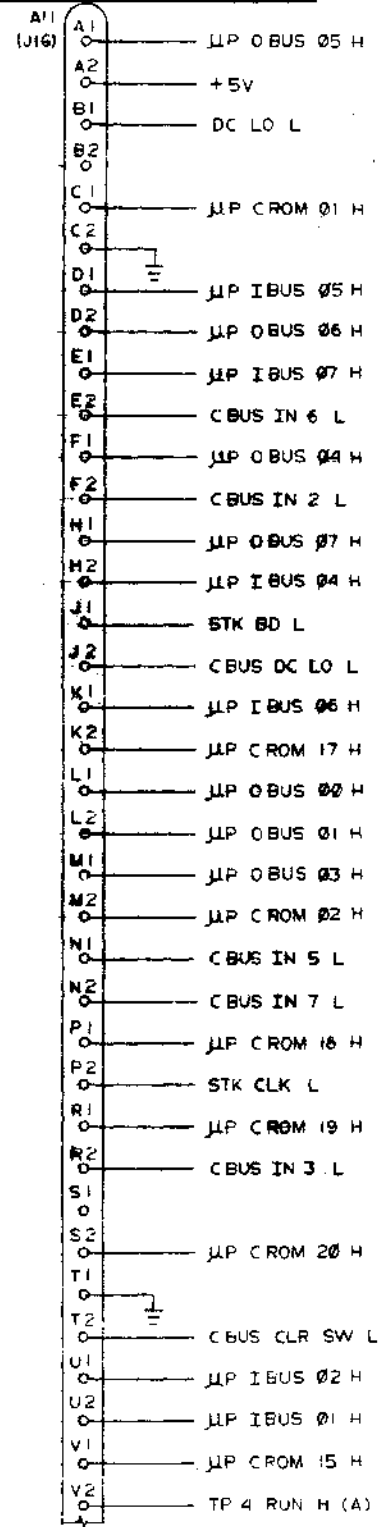 A11
(J16)
A1 µP OBUS 05 H
A2 +5V
B1 DC LO L
B2
C1 µP CROM Ø1 H
C2
D1 µP IBUS Ø5 H
D2 µP OBUS Ø6 H
E1 µP IBUS Ø7 H
E2 CBUS IN 6 L
F1 µP OBUS Ø4 H
F2 CBUS IN 2 L
H1 µP OBUS Ø7 H
H2 µP IBUS Ø4 H
J1 STK BD L
J2 CBUS DC LO L
K1 µP IBUS Ø6 H
K2 µP CROM 17 H
L1 µP OBUS ØØ H
L2 µP OBUS Ø1 H
M1 µP OBUS Ø3 H
M2 µP CROM Ø2 H
N1 CBUS IN 5 L
N2 CBUS IN 7 L
P1 µP CROM 18 H
P2 STK CLK L
R1 µP CROM 19 H
R2 CBUS IN 3 L
S1
S2 µP CROM 2Ø H
T1
T2 CBUS CLR SW L
U1 µP IBUS Ø2 H
U2 µP IBUS Ø1 H
V1 µP CROM 15 H
V2 TP 4 RUN H (A)